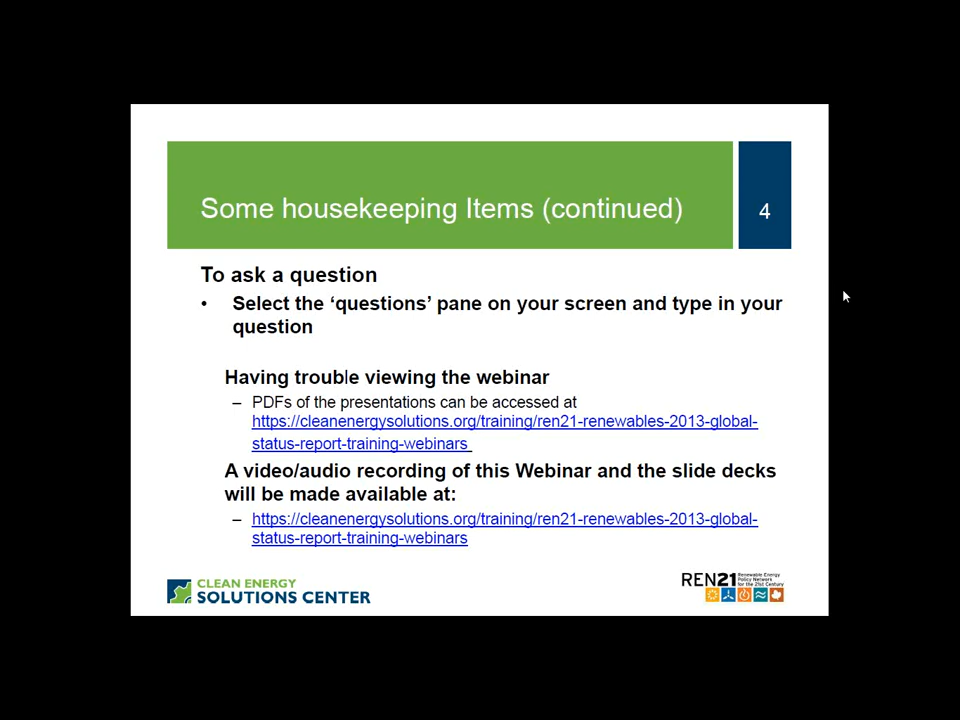 Some housekeeping Items (continued)
4
To ask a question
• Select the ‘questions’ pane on your screen and type in your
question
Having trouble viewing the webinar
– PDFs of the presentations can be accessed at
https://cleanenergysolutions.org/training/ren21-renewables-2013-global-
status-report-training-webinars
A video/audio recording of this Webinar and the slide decks
will be made available at:
– https://cleanenergysolutions.org/training/ren21-renewables-2013-global-
status-report-training-webinars
CLEAN ENERGY
SOLUTIONS CENTER
REN21
Renewable Energy
Policy Network
for the 21st Century